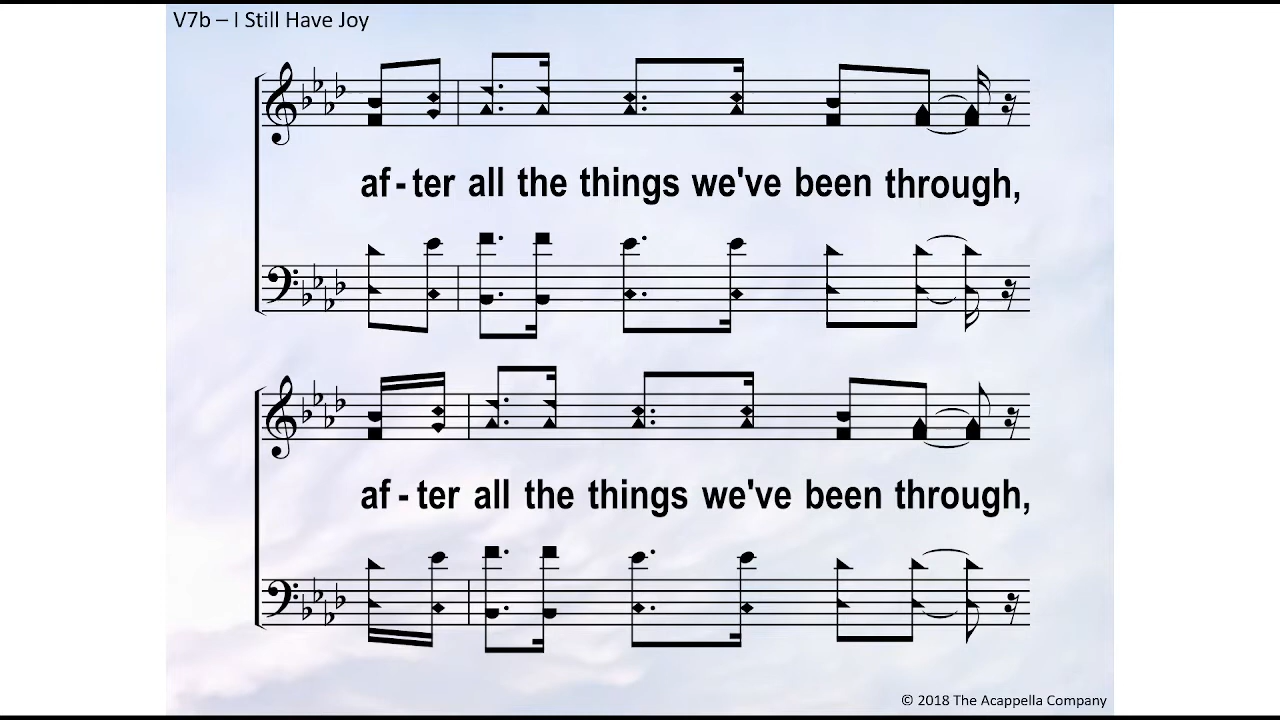 V7b – I Still Have Joy
af - ter all the things we've been through,
af - ter all the things we've been through,
© 2018 The Acappella Company